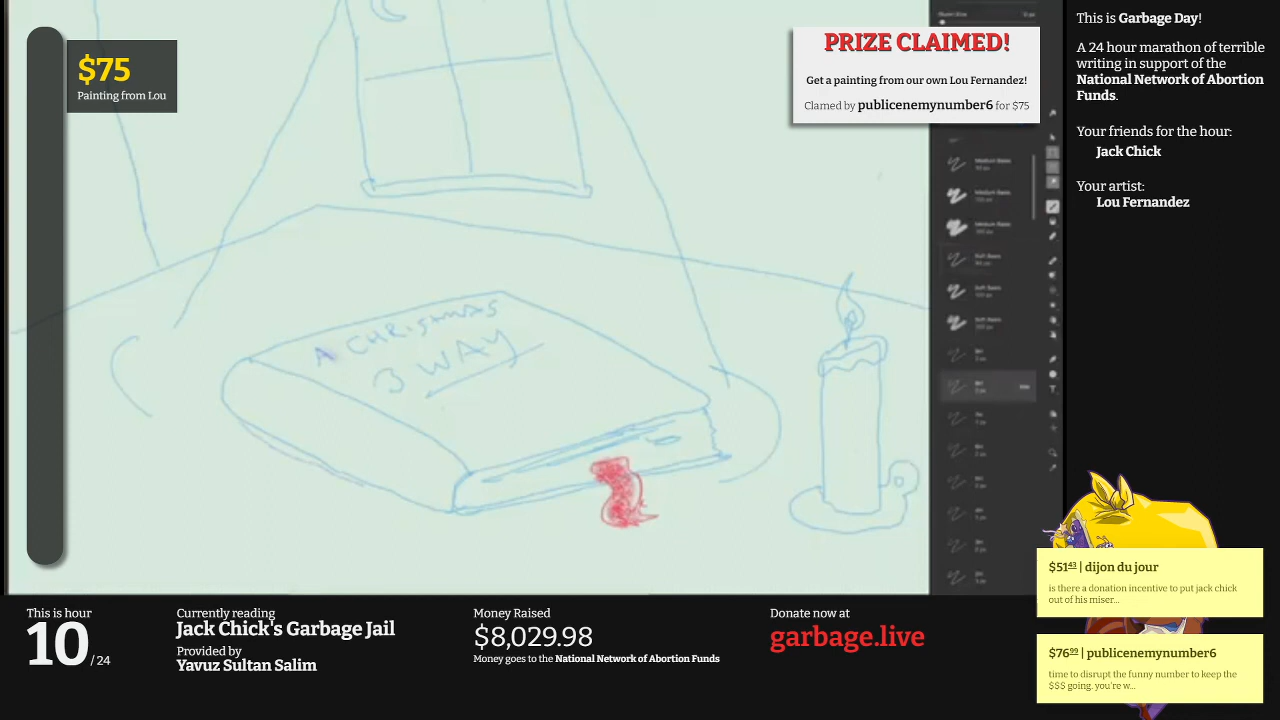 $75
Painting from Lou
PRIZE CLAIMED!
Get a painting from our own Lou Fernandez!
Clamed by publicenemynumber6 for $75
A CHRISTMAS
3 WAY
This is Garbage Day!
A 24 hour marathon of terrible
writing in support of the
National Network of Abortion
Funds.
Your friends for the hour:
Jack Chick
Your artist:
Lou Fernandez
$51.43 | dijon du jour
is there a donation incentive to put jack chick
out of his miser...
$76.99 | publicenemynumber6
time to disrupt the funny number to keep the
$$$ going. you're w...
This is hour
10 / 24
Currently reading
Jack Chick's Garbage Jail
Provided by
Yavuz Sultan Salim
Money Raised
$8,029.98
Money goes to the National Network of Abortion Funds
Donate now at
garbage.live